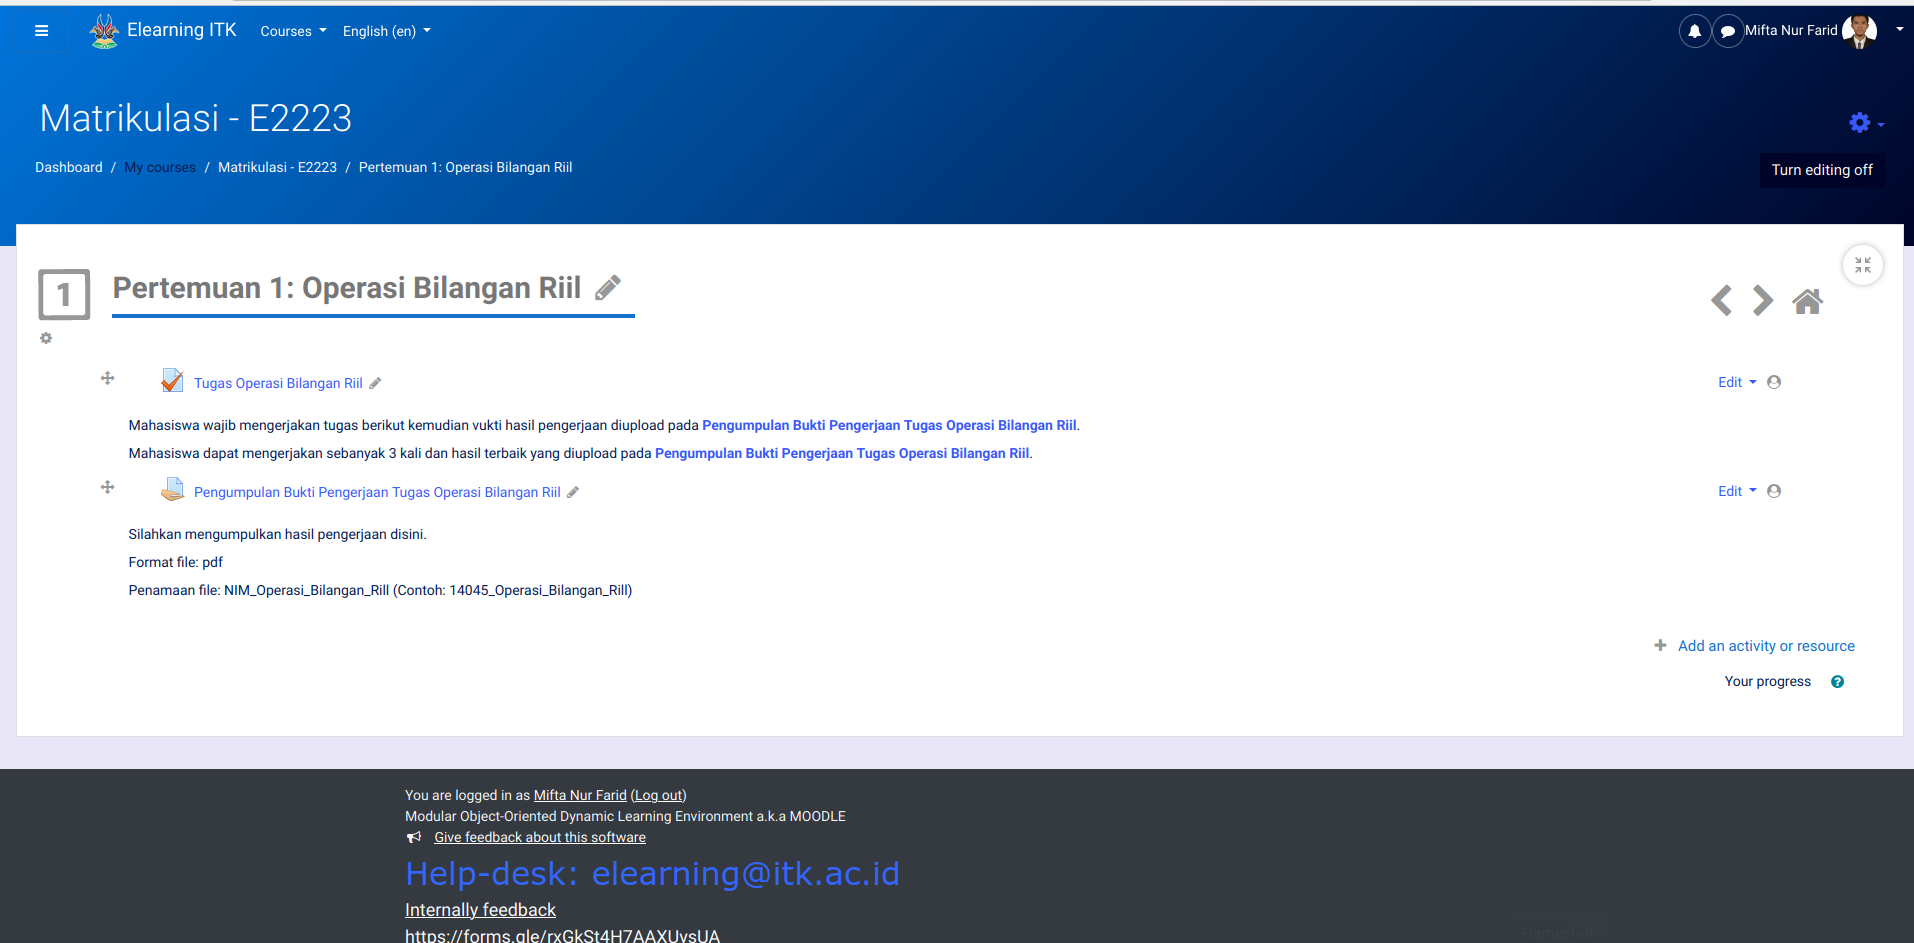 Elearning ITK Courses English (en) Mifta Nur Farid
Matrikulasi - E2223
Dashboard / My courses / Matrikulasi - E2223 / Pertemuan 1: Operasi Bilangan Riil
Turn editing off
1 Pertemuan 1: Operasi Bilangan Riil
Tugas Operasi Bilangan Riil Edit
Mahasiswa wajib mengerjakan tugas berikut kemudian vukti hasil pengerjaan diupload pada Pengumpulan Bukti Pengerjaan Tugas Operasi Bilangan Riil.
Mahasiswa dapat mengerjakan sebanyak 3 kali dan hasil terbaik yang diupload pada Pengumpulan Bukti Pengerjaan Tugas Operasi Bilangan Riil.
Pengumpulan Bukti Pengerjaan Tugas Operasi Bilangan Riil Edit
Silahkan mengumpulkan hasil pengerjaan disini.
Format file: pdf
Penamaan file: NIM_Operasi_Bilangan_Rill (Contoh: 14045_Operasi_Bilangan_Rill)
Add an activity or resource
Your progress
You are logged in as Mifta Nur Farid (Log out)
Modular Object-Oriented Dynamic Learning Environment a.k.a MOODLE
Give feedback about this software
Help-desk: elearning@itk.ac.id
Internally feedback
https://forms.gle/rxGkSt4H7AAXUvsUA